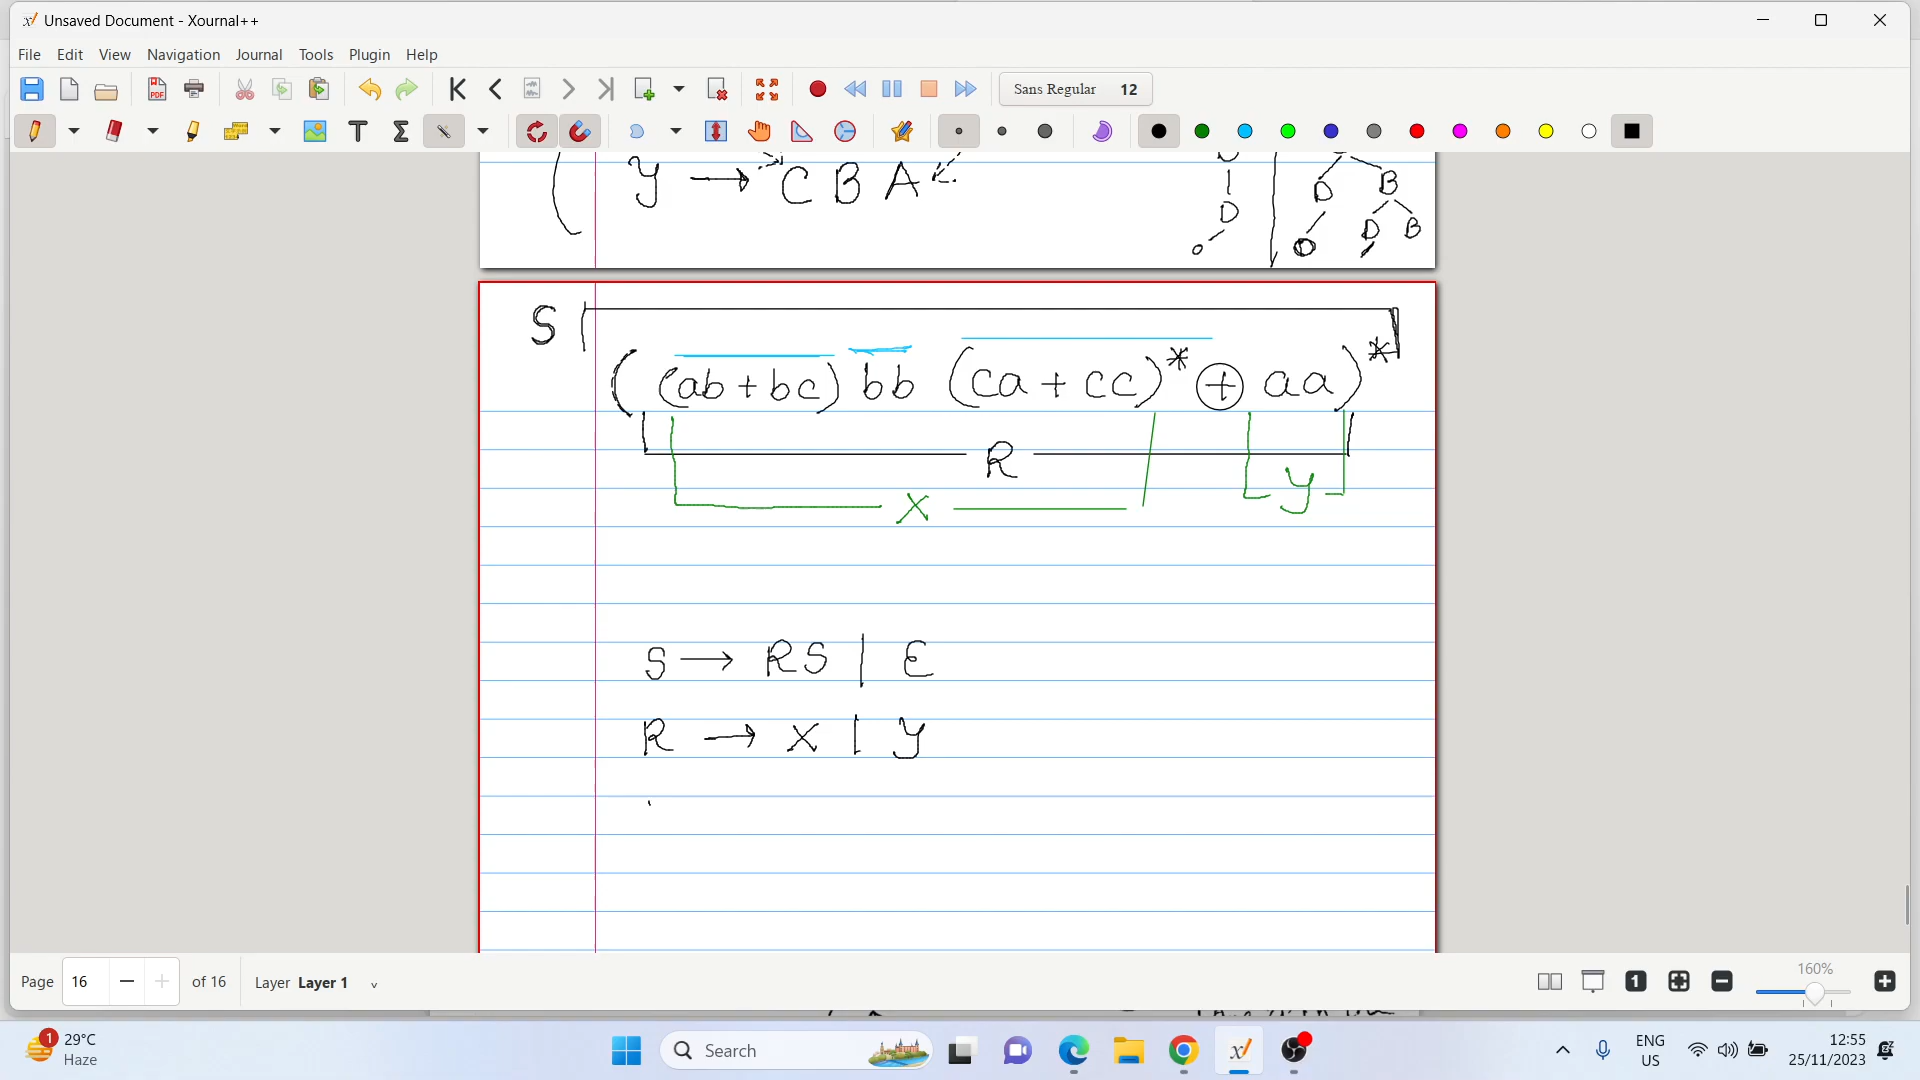 Unsaved Document - Xournal++
File Edit View Navigation Journal Tools Plugin Help
Sans Regular 12
y → C B A
D
D B
D B
S
((ab + bc) bb (ca + cc)* + aa)*
R
X y
S → RS | ε
R → X | y
Page 16 of 16 Layer Layer 1
160%
1
29°C
Haze
Search
ENG
US
12:55
25/11/2023